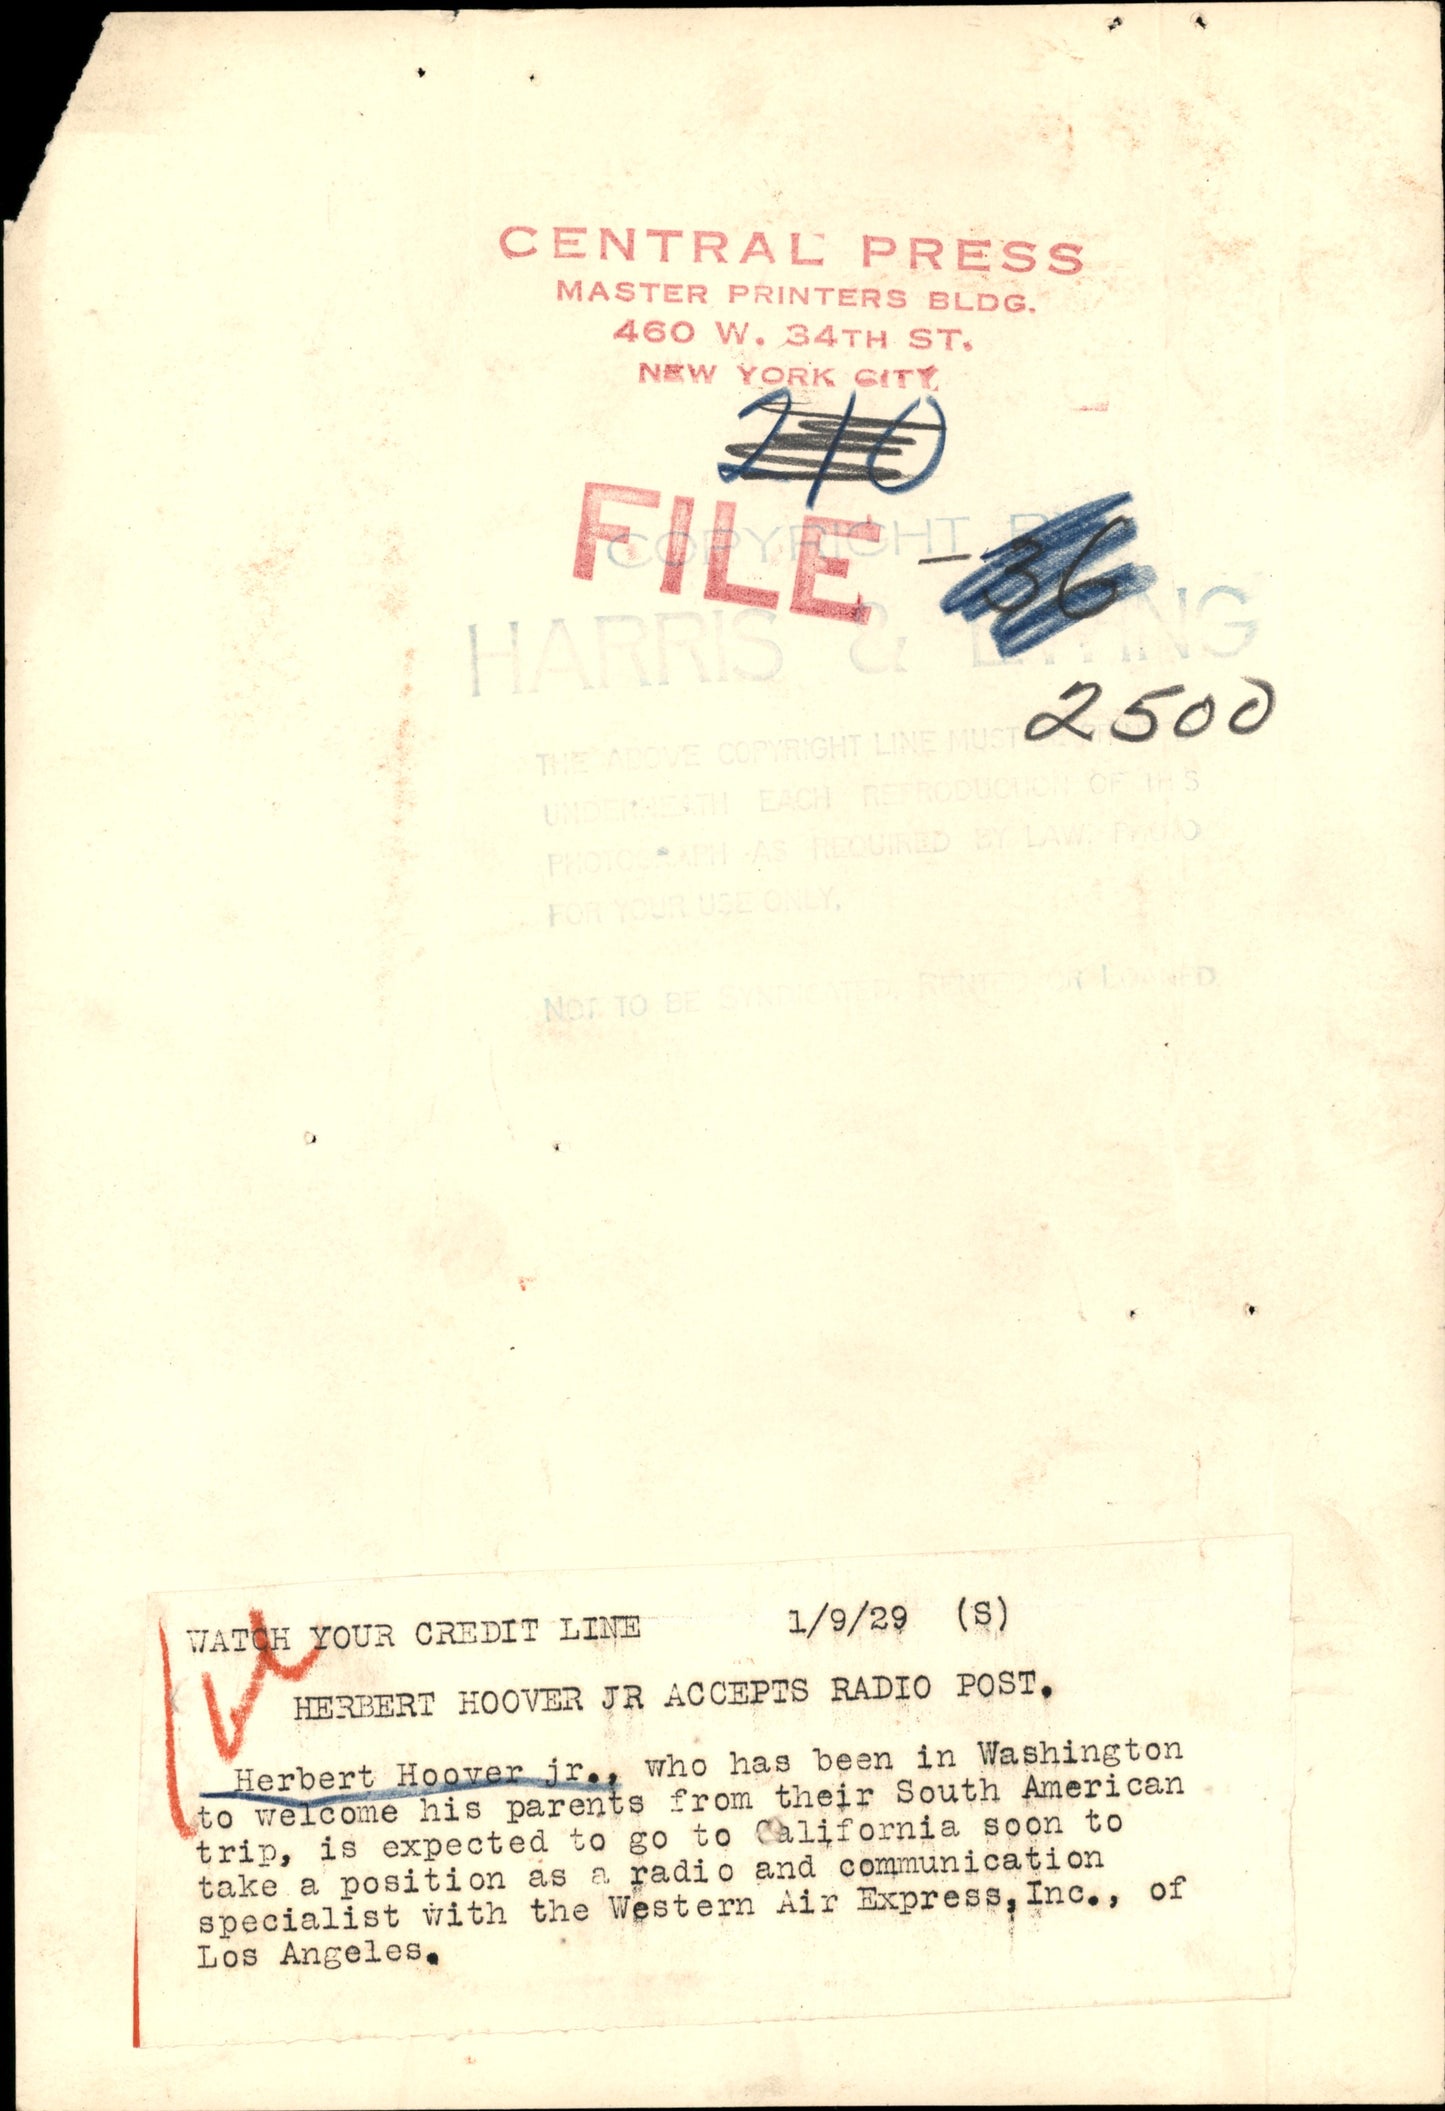 CENTRAL PRESS
MASTER PRINTERS BLDG.
460 W. 34TH ST.
NEW YORK CITY
210
FILE
COPYRIGHT BY
- 36
HARRIS & EWING
2500
THE ABOVE COPYRIGHT LINE MUST
UNDERNEATH EACH REPRODUCTION OF THIS
PHOTOGRAPH AS REQUIRED BY LAW. PHOTO
FOR YOUR USE ONLY.
NOT TO BE SYNDICATED, RENTED OR LOANED
WATCH YOUR CREDIT LINE 1/9/29 (S)
HERBERT HOOVER JR ACCEPTS RADIO POST.
Herbert Hoover jr., who has been in Washington
to welcome his parents from their South American
trip, is expected to go to California soon to
take a position as a radio and communication
specialist with the Western Air Express, Inc., of
Los Angeles.